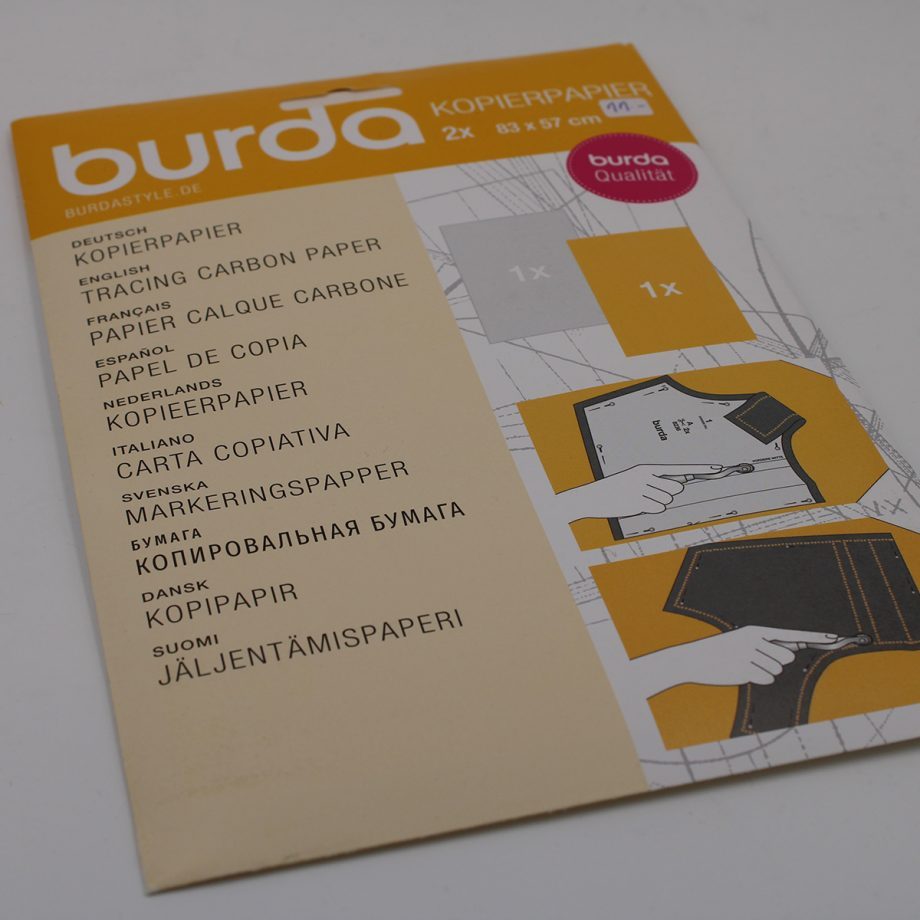 burda
KOPIERPAPIER
2x 83 x 57 cm
11.-
BURDASTYLE.DE
burda
Qualität
DEUTSCH
KOPIERPAPIER
ENGLISH
TRACING CARBON PAPER
FRANÇAIS
PAPIER CALQUE CARBONE
ESPAÑOL
PAPEL DE COPIA
NEDERLANDS
KOPIEERPAPIER
ITALIANO
CARTA COPIATIVA
SVENSKA
MARKERINGSPAPPER
БУМАГА
КОПИРОВАЛЬНАЯ БУМАГА
DANSK
KOPIPAPIR
SUOMI
JÄLJENTÄMISPAPERI
1x
1x
burda